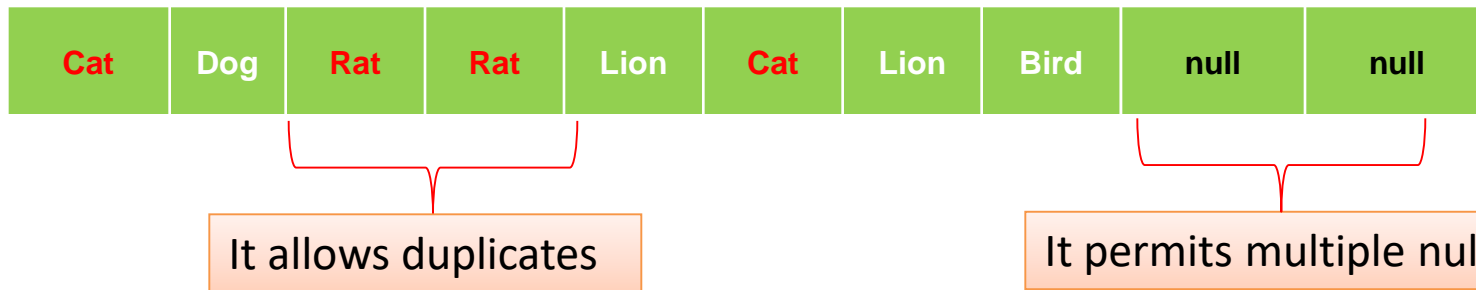 Cat Dog Rat Rat Lion Cat Lion Bird null null
It allows duplicates
It permits multiple nul